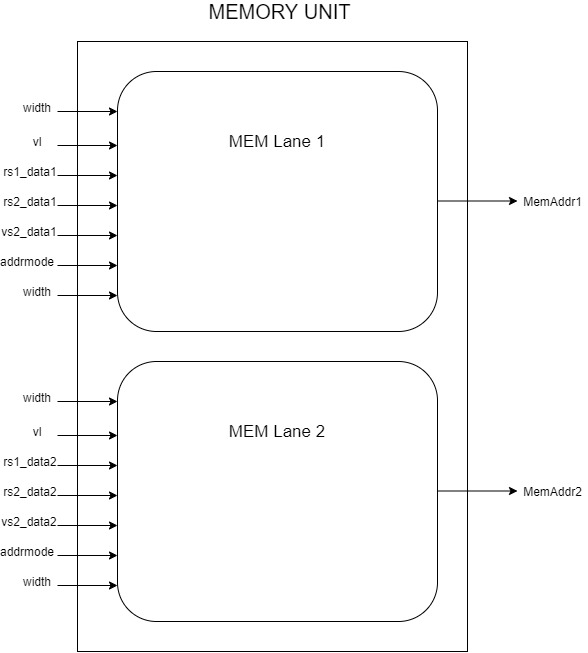 MEMORY UNIT
width
vl
rs1_data1
rs2_data1
vs2_data1
addrmode
width
MEM Lane 1
MemAddr1
width
vl
rs1_data2
rs2_data2
vs2_data2
addrmode
width
MEM Lane 2
MemAddr2